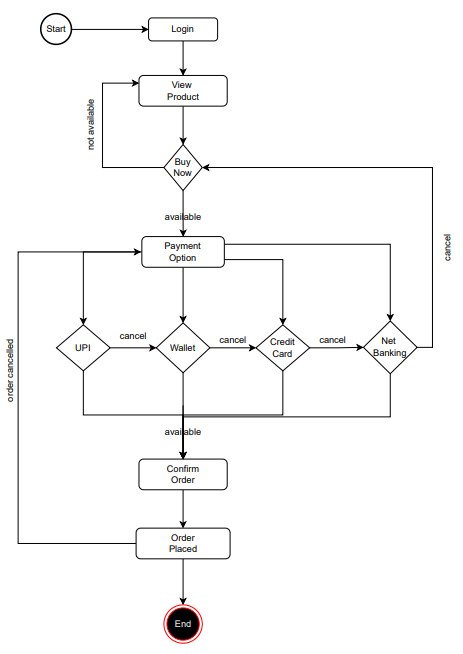 Start
Login
View
Product
not available
Buy
Now
available
Payment
Option
cancel
UPI
cancel
Wallet
cancel
Credit
Card
cancel
Net
Banking
order cancelled
available
Confirm
Order
Order
Placed
End